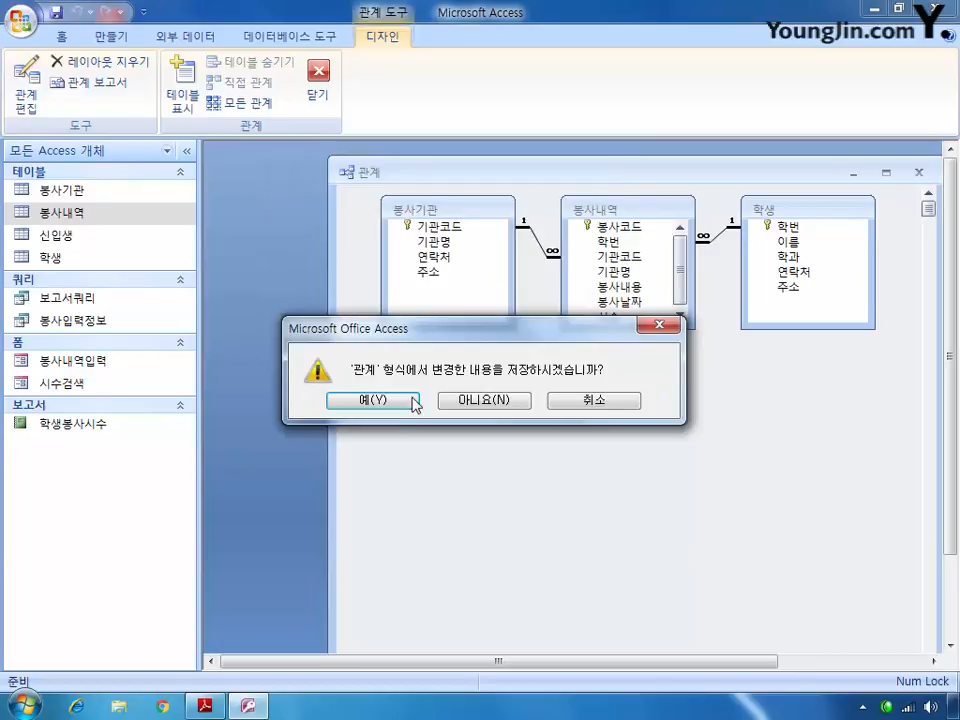 관계 도구
Microsoft Access
YoungJin.com Y.
홈
만들기
외부 데이터
데이터베이스 도구
디자인
관계
편집
레이아웃 지우기
관계 보고서
도구
테이블
표시
테이블 숨기기
직접 관계
모든 관계
닫기
관계
모든 Access 개체
테이블
봉사기관
봉사내역
신입생
학생
쿼리
보고서쿼리
봉사입력정보
폼
봉사내역입력
시수검색
보고서
학생봉사시수
관계
봉사기관
기관코드
기관명
연락처
주소
1
∞
봉사내역
봉사코드
학번
기관코드
기관명
봉사내용
봉사날짜
∞
1
학생
학번
이름
학과
연락처
주소
Microsoft Office Access
'관계' 형식에서 변경한 내용을 저장하시겠습니까?
예(Y)
아니요(N)
취소
준비
Num Lock